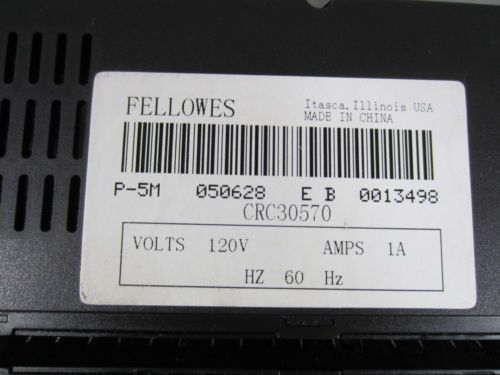 FELLOWES
Itasca.Illinois USA
MADE IN CHINA
P-5M 050628 E B 0013498
CRC30570
VOLTS 120V AMPS 1A
HZ 60 Hz